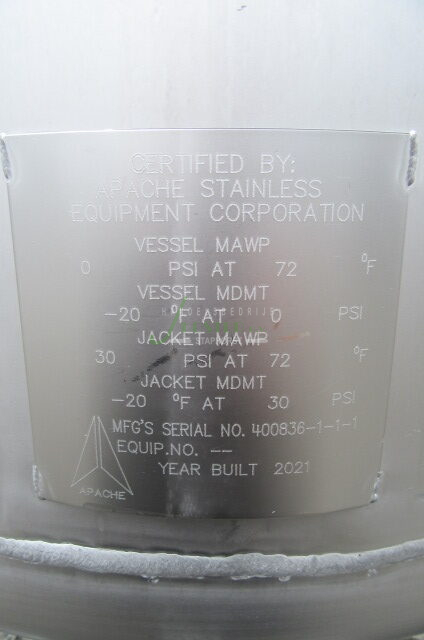 CERTIFIED BY:
APACHE STAINLESS
EQUIPMENT CORPORATION
VESSEL MAWP
0 PSI AT 72 °F
VESSEL MDMT
-20 °F AT 0 PSI
JACKET MAWP
30 PSI AT 72 °F
JACKET MDMT
-20 °F AT 30 PSI
MFG'S SERIAL NO. 400836-1-1-1
EQUIP.NO. --
YEAR BUILT 2021
APACHE